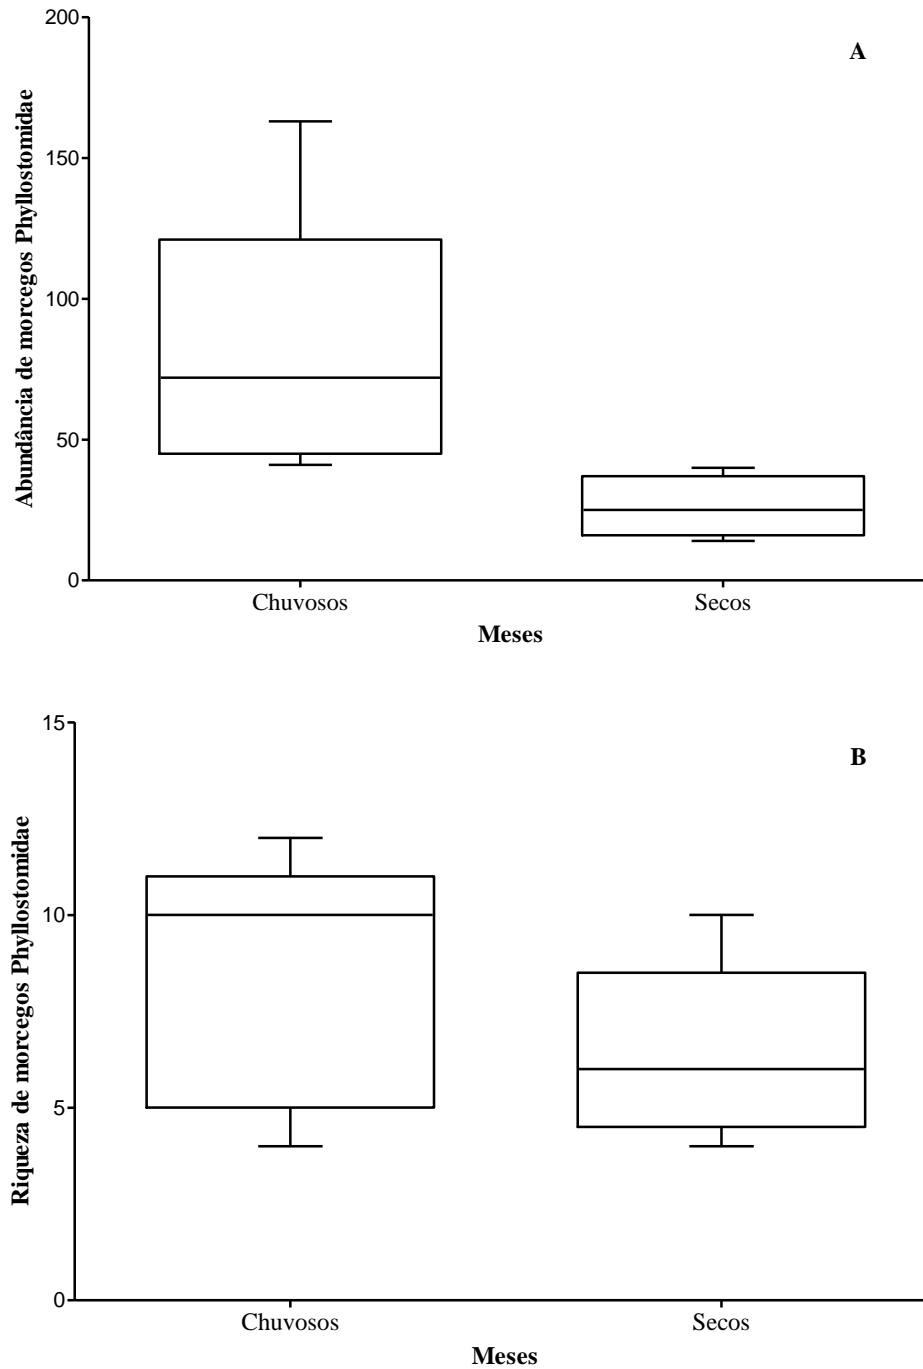 200
A
150
100
50
0
Abundância de morcegos Phyllostomidae
Chuvosos Secos
Meses
15
B
10
5
0
Riqueza de morcegos Phyllostomidae
Chuvosos Secos
Meses